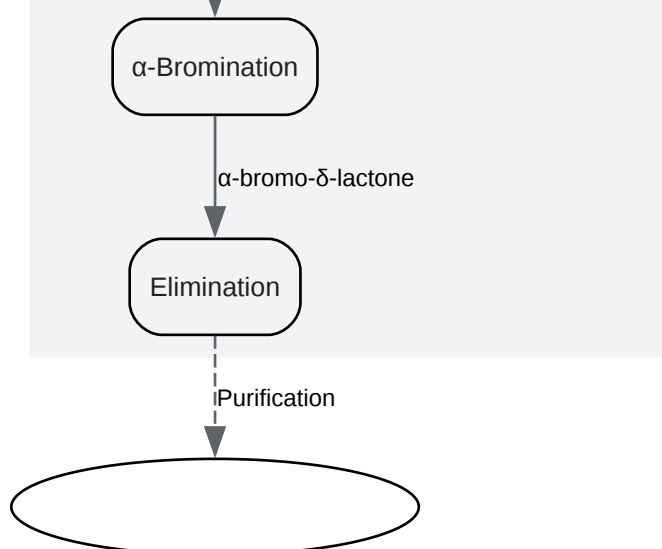 α-Bromination
α-bromo-δ-lactone
Elimination
Purification